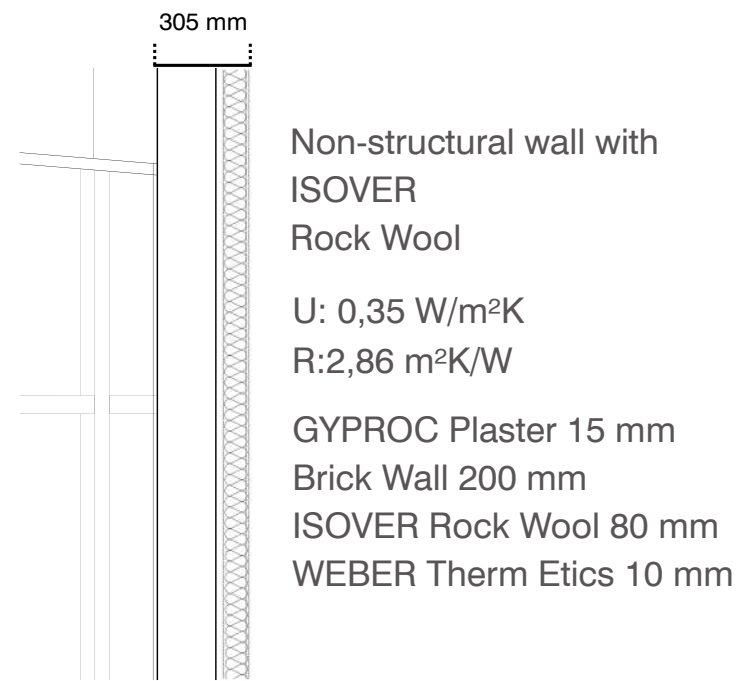 305 mm
Non-structural wall with
ISOVER
Rock Wool
U: 0,35 W/m²K
R:2,86 m²K/W
GYPROC Plaster 15 mm
Brick Wall 200 mm
ISOVER Rock Wool 80 mm
WEBER Therm Etics 10 mm